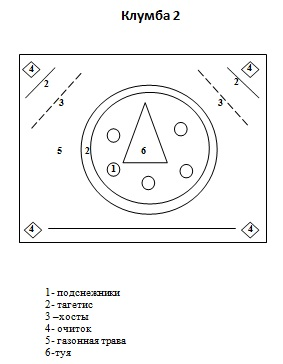 Клумба 2
4 4
2 2
3 3
5 2 6
1
4 4
1- подснежники
2- тагетис
3 –хосты
4- очиток
5- газонная трава
6-туя